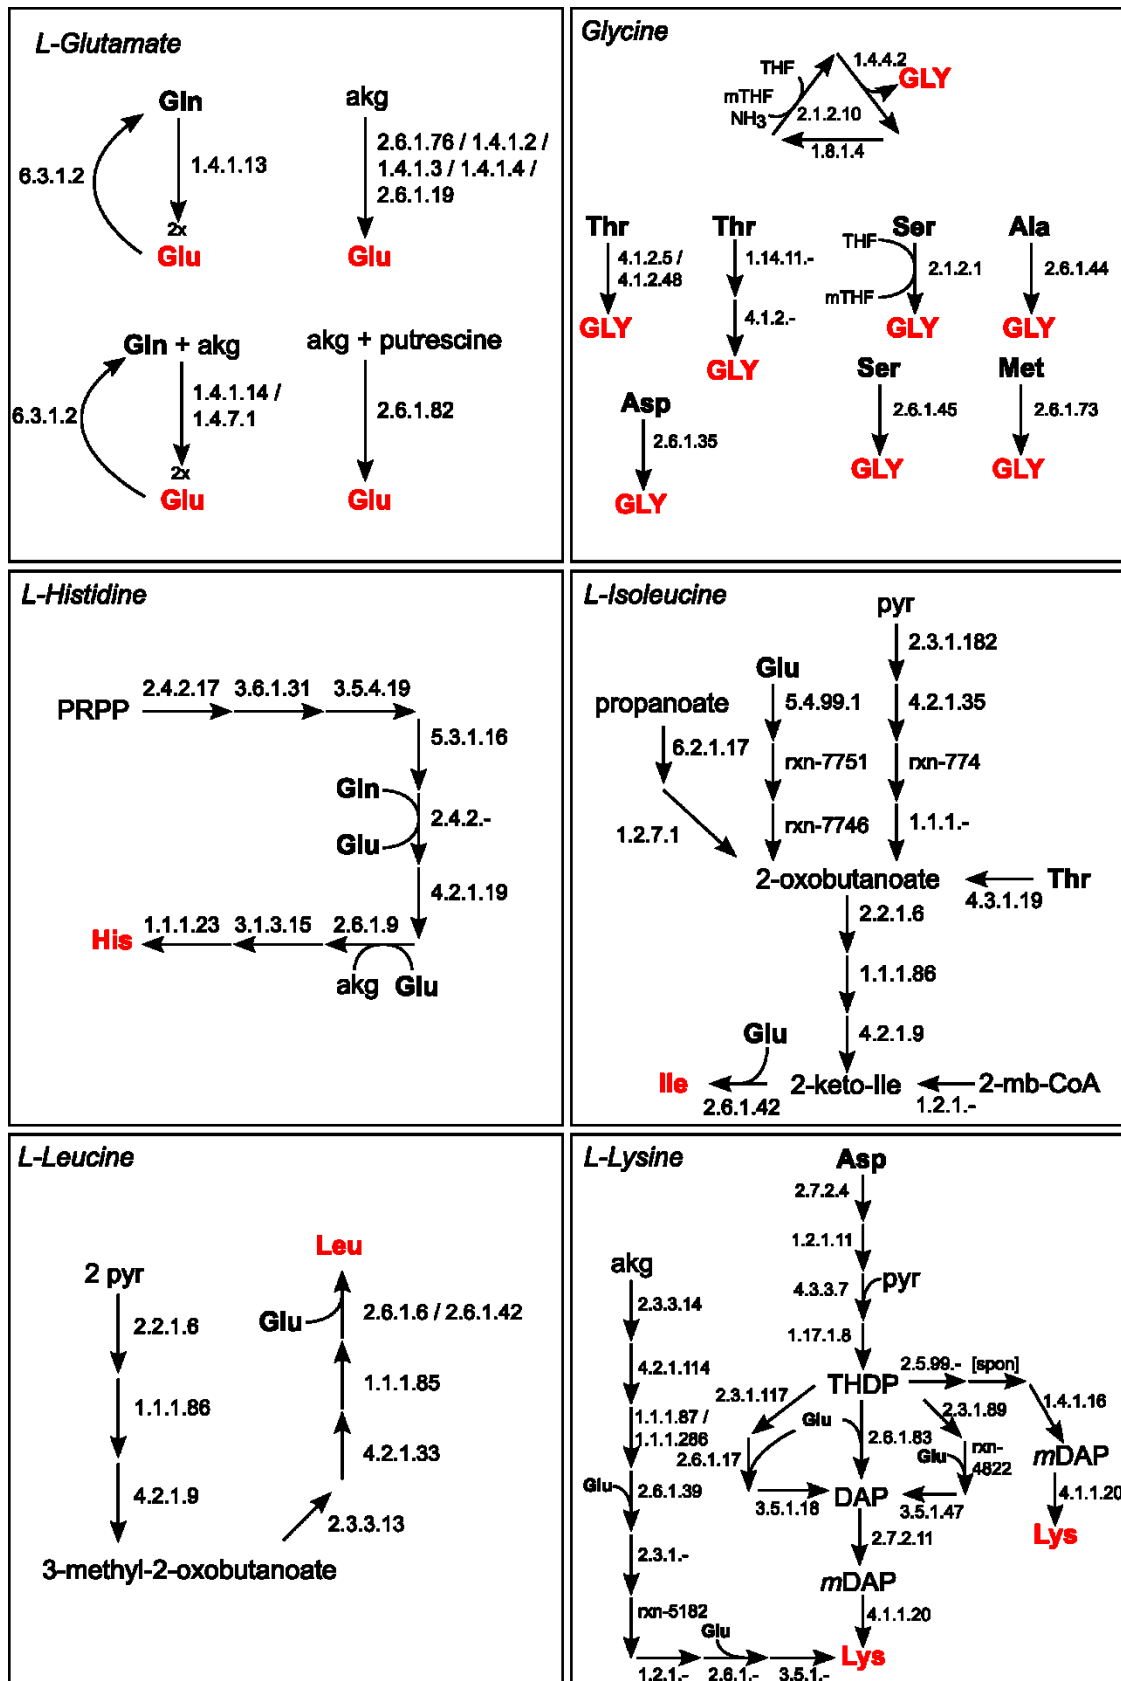 L-Glutamate
Gln
6.3.1.2
1.4.1.13
2x
Glu
akg
2.6.1.76 / 1.4.1.2 /
1.4.1.3 / 1.4.1.4 /
2.6.1.19
Glu
Gln + akg
6.3.1.2
1.4.1.14 /
1.4.7.1
2x
Glu
akg + putrescine
2.6.1.82
Glu
Glycine
THF
mTHF
NH3
2.1.2.10
1.4.4.2
GLY
1.8.1.4
Thr
4.1.2.5 /
4.1.2.48
GLY
Thr
1.14.11.-
4.1.2.-
GLY
Ser
THF
2.1.2.1
mTHF
GLY
Ala
2.6.1.44
GLY
Asp
2.6.1.35
GLY
Ser
2.6.1.45
GLY
Met
2.6.1.73
GLY
L-Histidine
PRPP
2.4.2.17
3.6.1.31
3.5.4.19
5.3.1.16
Gln
2.4.2.-
Glu
4.2.1.19
2.6.1.9
akg
Glu
3.1.3.15
1.1.1.23
His
L-Isoleucine
pyr
2.3.1.182
4.2.1.35
rxn-774
1.1.1.-
Glu
5.4.99.1
rxn-7751
rxn-7746
propanoate
6.2.1.17
1.2.7.1
2-oxobutanoate
Thr
4.3.1.19
2.2.1.6
1.1.1.86
4.2.1.9
2-keto-Ile
2-mb-CoA
1.2.1.-
Glu
2.6.1.42
Ile
L-Leucine
2 pyr
2.2.1.6
1.1.1.86
4.2.1.9
3-methyl-2-oxobutanoate
2.3.3.13
4.2.1.33
1.1.1.85
Glu
2.6.1.6 / 2.6.1.42
Leu
L-Lysine
Asp
2.7.2.4
1.2.1.11
4.3.3.7
pyr
1.17.1.8
THDP
2.5.99.-
[spon]
1.4.1.16
mDAP
4.1.1.20
Lys
2.3.1.117
Glu
2.6.1.17
3.5.1.18
2.6.1.83
2.3.1.89
Glu
rxn-
4822
3.5.1.47
DAP
2.7.2.11
mDAP
4.1.1.20
Lys
akg
2.3.3.14
4.2.1.114
1.1.1.87 /
1.1.1.286
Glu
2.6.1.39
2.3.1.-
rxn-5182
1.2.1.-
Glu
2.6.1.-
3.5.1.-